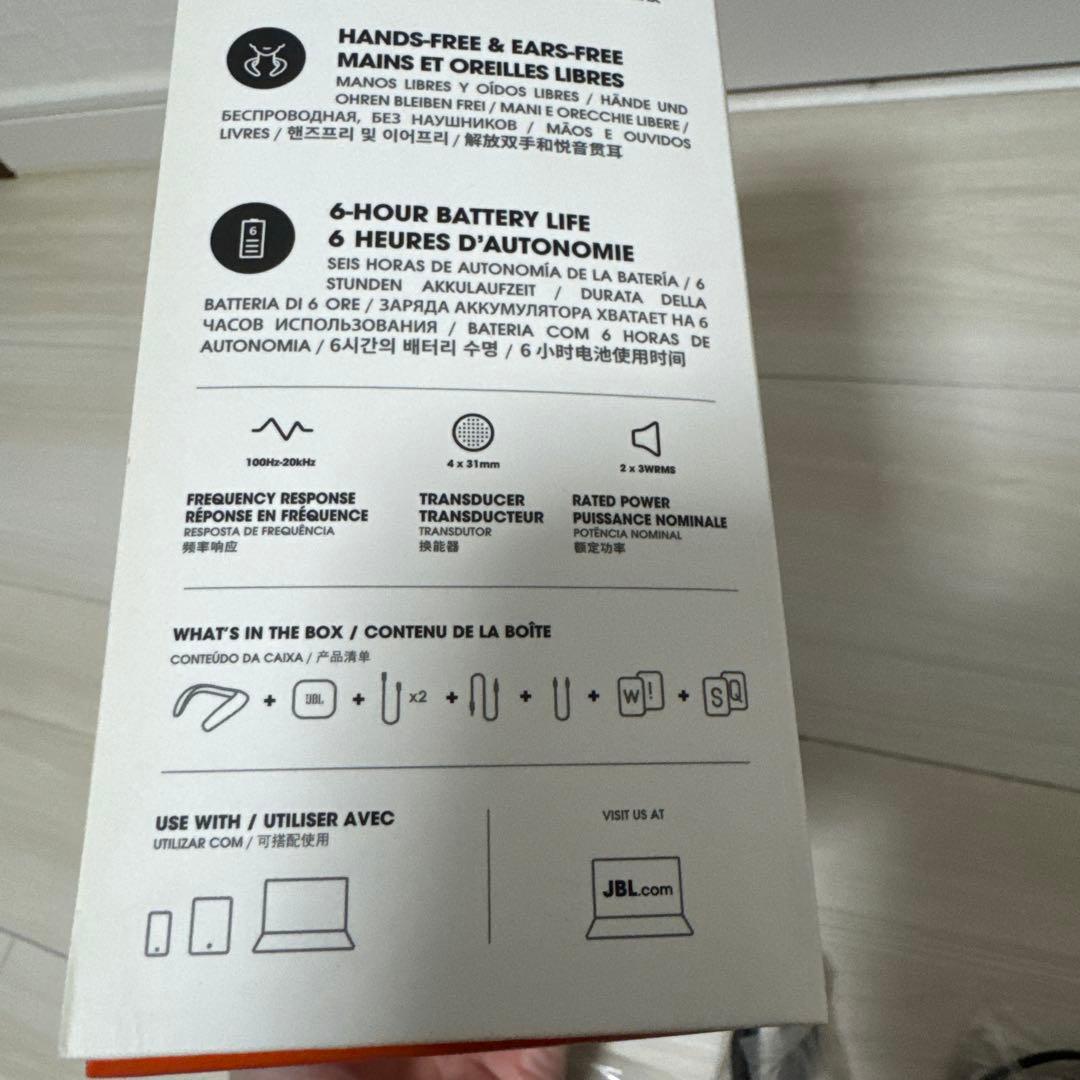 HANDS-FREE & EARS-FREE
MAINS ET OREILLES LIBRES
MANOS LIBRES Y OÍDOS LIBRES / HÄNDE UND
OHREN BLEIBEN FREI / MANI E ORECCHIE LIBERE /
БЕСПРОВОДНАЯ, БЕЗ НАУШНИКОВ / MÃOS E OUVIDOS
LIVRES / 핸즈프리 및 이어프리 / 解放双手和悦音贯耳
6
6-HOUR BATTERY LIFE
6 HEURES D'AUTONOMIE
SEIS HORAS DE AUTONOMÍA DE LA BATERÍA / 6
STUNDEN AKKULAUFZEIT / DURATA DELLA
BATTERIA DI 6 ORE / ЗАРЯДА АККУМУЛЯТОРА ХВАТАЕТ НА 6
ЧАСОВ ИСПОЛЬЗОВАНИЯ / BATERIA COM 6 HORAS DE
AUTONOMIA / 6시간의 배터리 수명 / 6 小时电池使用时间
100Hz-20kHz
4 x 31mm
2 x 3WRMS
FREQUENCY RESPONSE
RÉPONSE EN FRÉQUENCE
RESPOSTA DE FREQUÊNCIA
频率响应
TRANSDUCER
TRANSDUCTEUR
TRANSDUTOR
换能器
RATED POWER
PUISSANCE NOMINALE
POTÊNCIA NOMINAL
额定功率
WHAT'S IN THE BOX / CONTENU DE LA BOÎTE
CONTEÚDO DA CAIXA / 产品清单
+ JBL + x2 + + + W ! + S Q
USE WITH / UTILISER AVEC
UTILIZAR COM / 可搭配使用
VISIT US AT
JBL.com